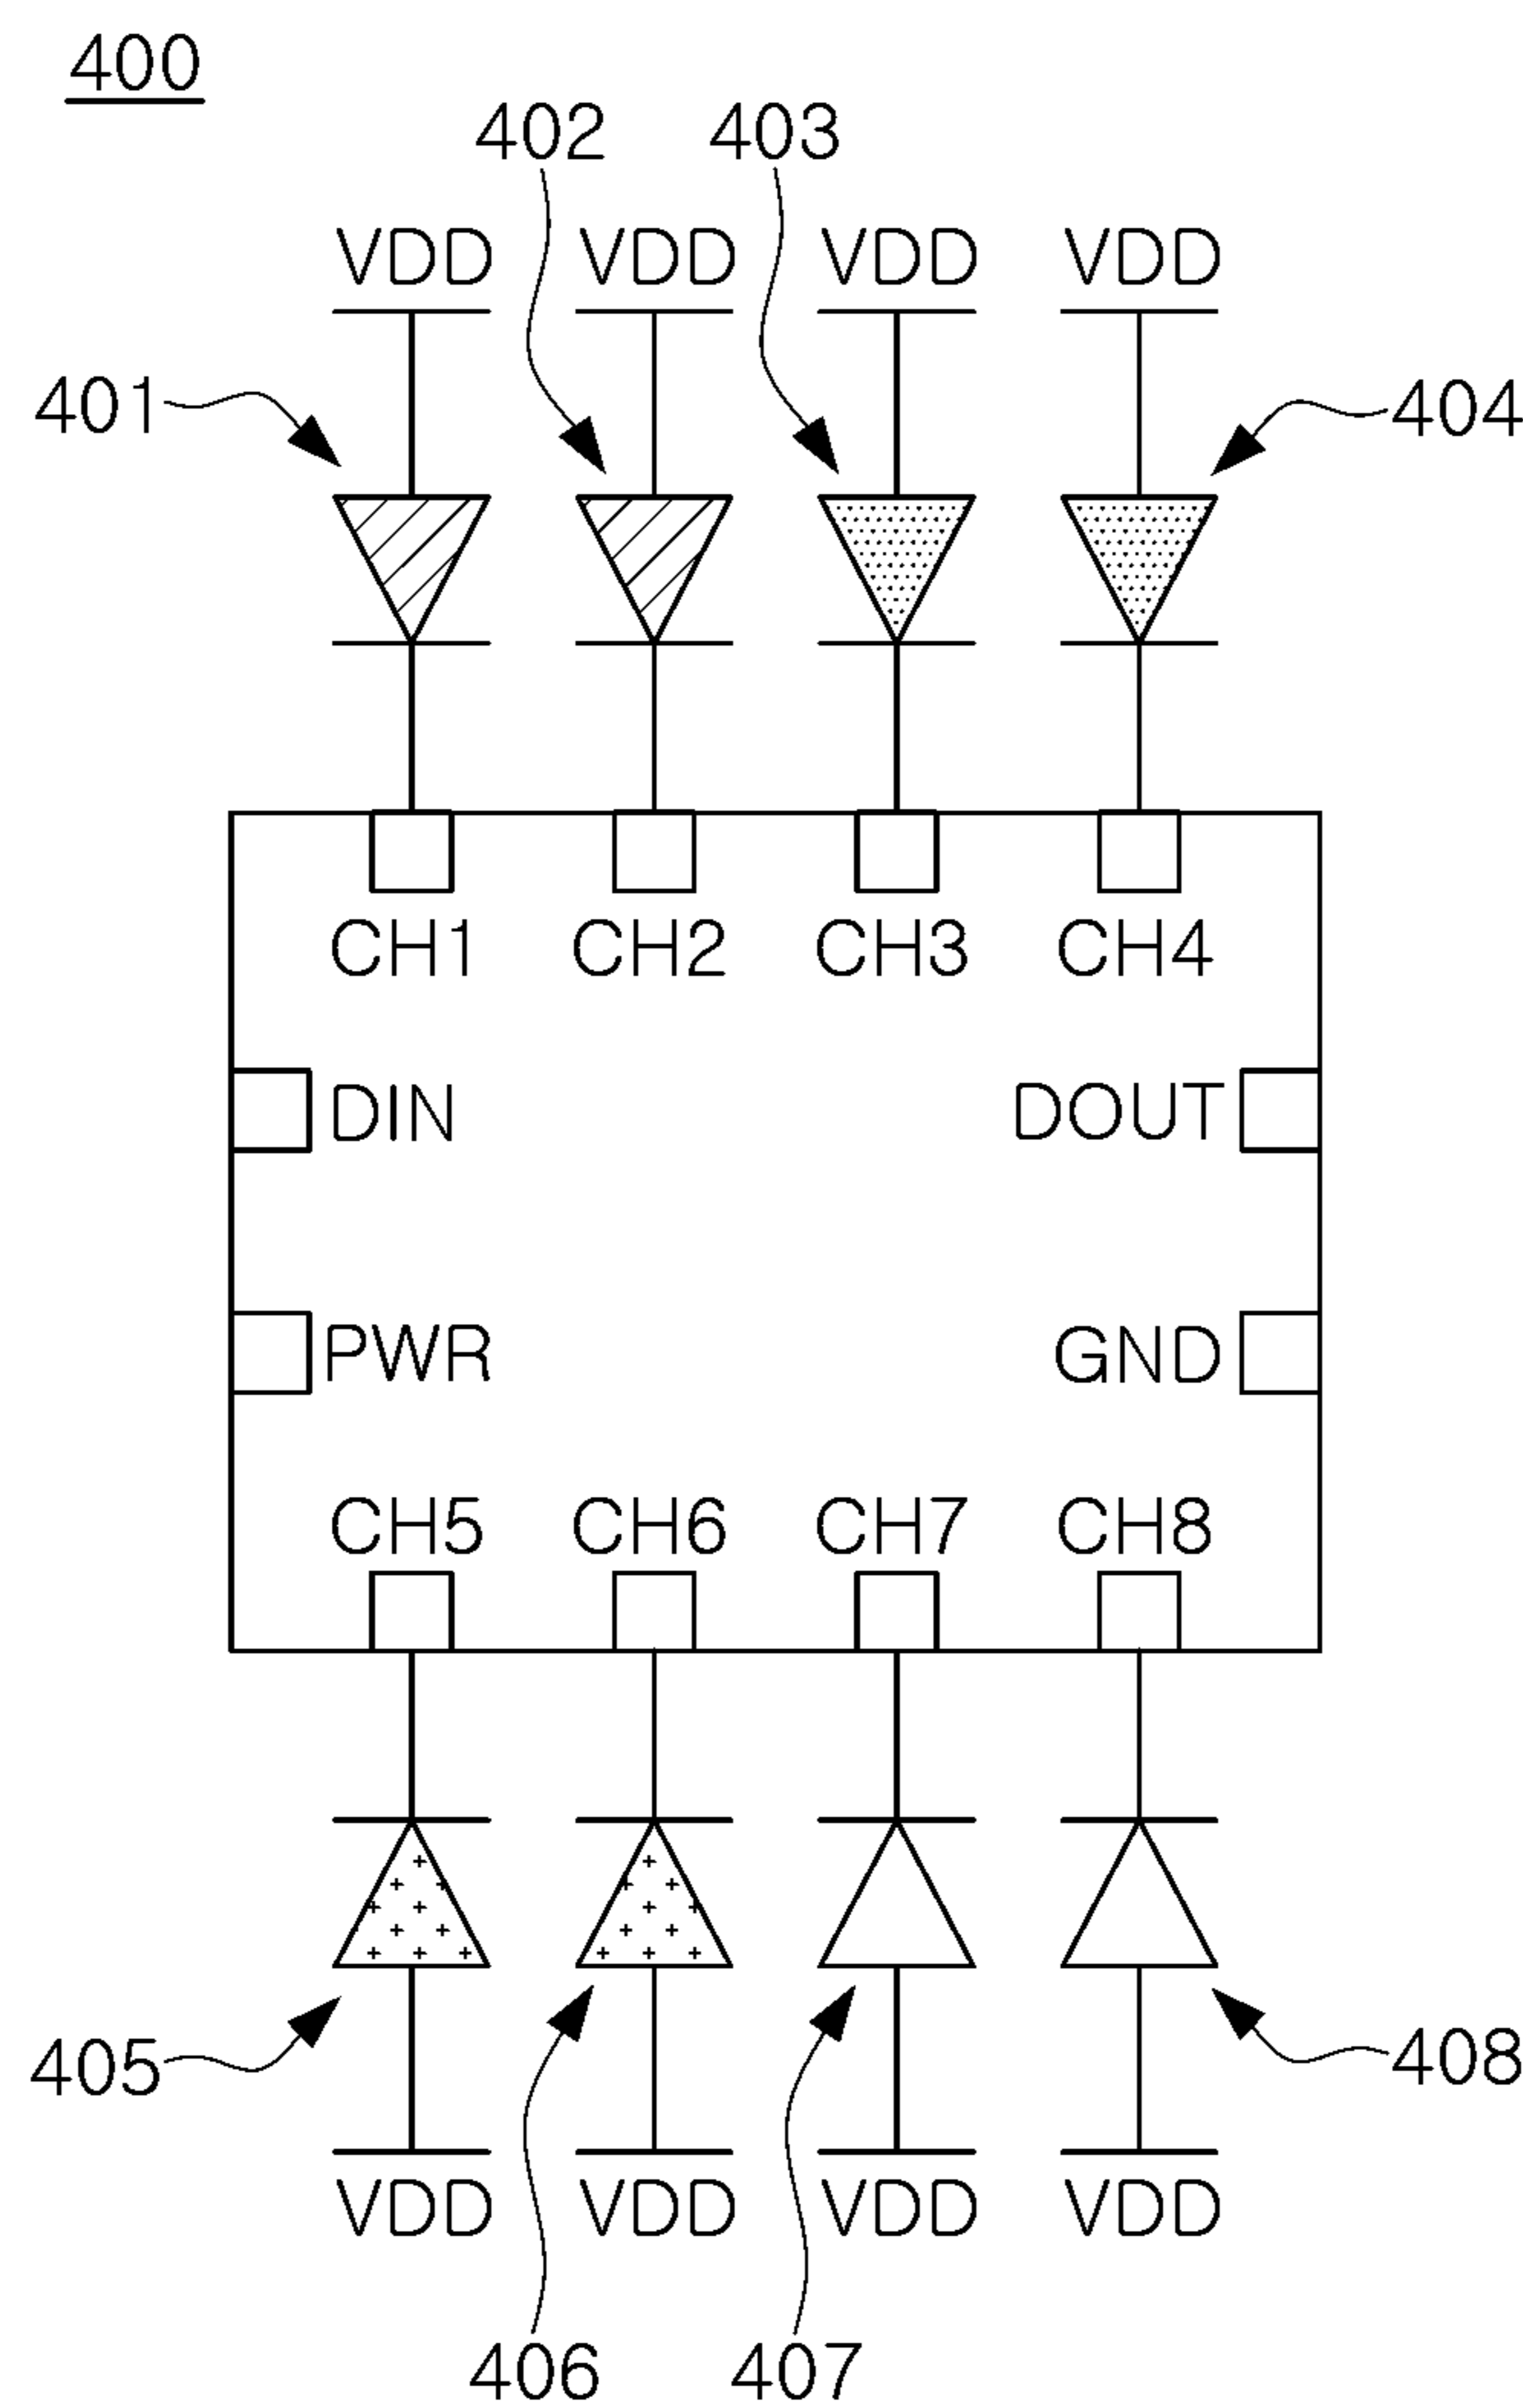 400
402 403
VDD VDD VDD VDD
401 404
CH1 CH2 CH3 CH4
DIN DOUT
PWR GND
CH5 CH6 CH7 CH8
405 408
VDD VDD VDD VDD
406 407